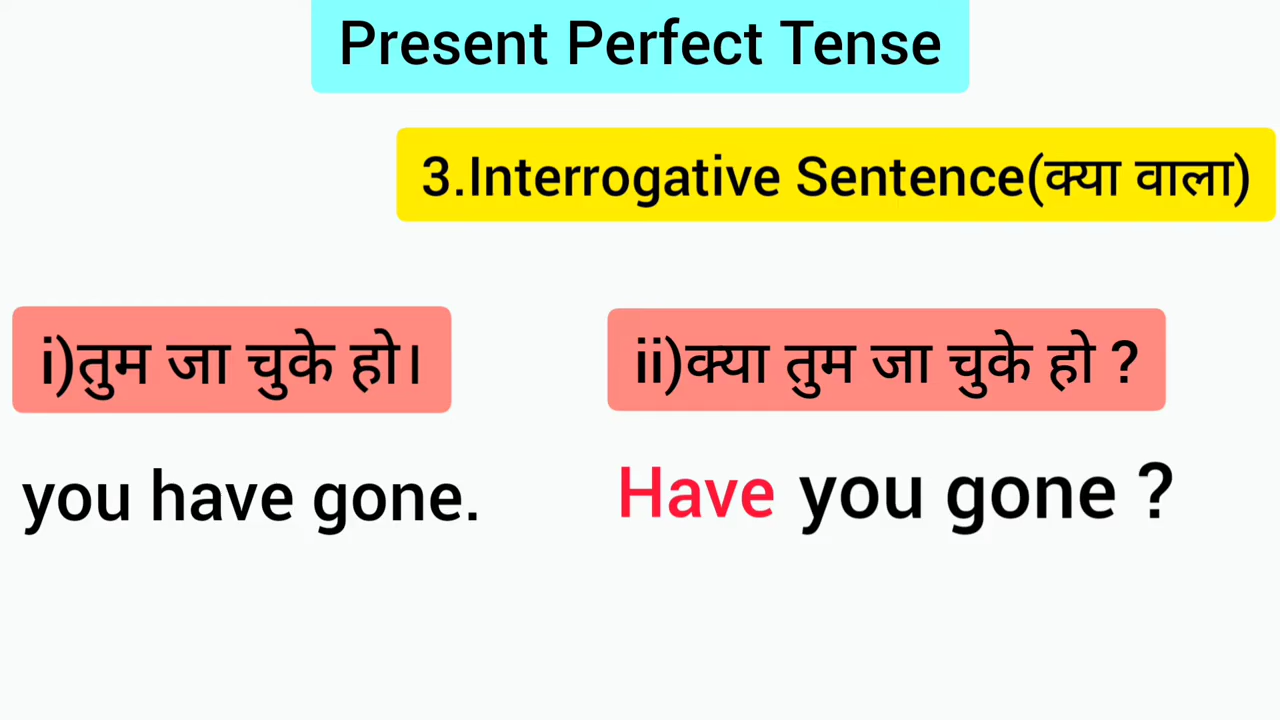 Present Perfect Tense
3.Interrogative Sentence(क्या वाला)
i)तुम जा चुके हो।
ii)क्या तुम जा चुके हो ?
you have gone.
Have you gone ?